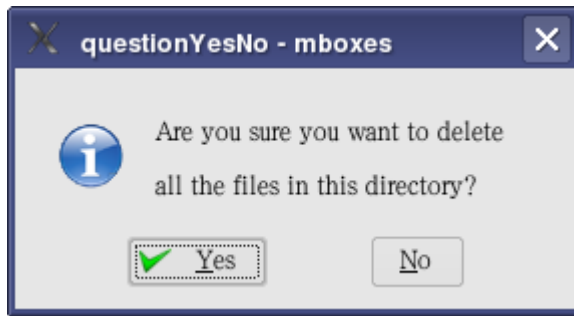 questionYesNo - mboxes
Are you sure you want to delete
all the files in this directory?
Yes No